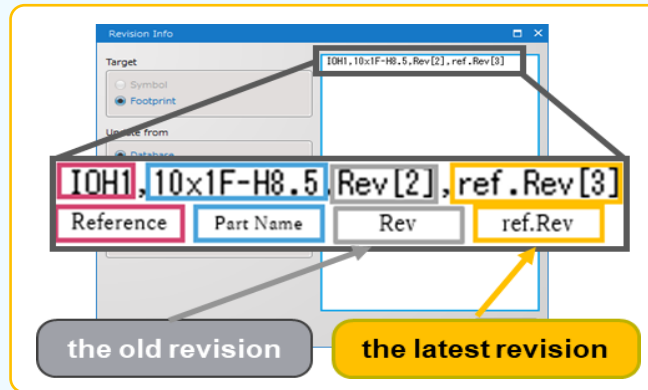 Revision Info
Target
IOH1,10x1F-H8.5,Rev[2],ref.Rev[3]
Symbol
Footprint
Update from
Database
IOH1,10x1F-H8.5,Rev[2],ref.Rev[3]
Reference Part Name Rev ref.Rev
the old revision
the latest revision